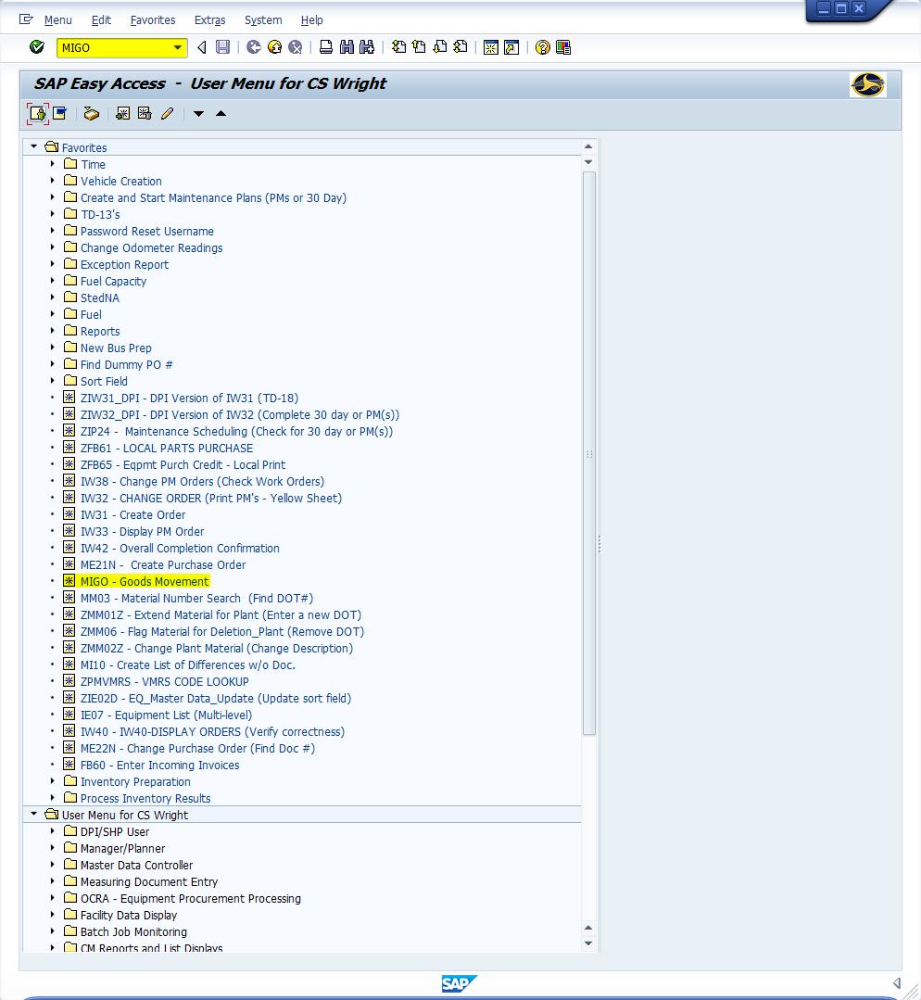 Menu Edit Favorites Extras System Help
MIGO
SAP Easy Access - User Menu for CS Wright
Favorites
Time
Vehicle Creation
Create and Start Maintenance Plans (PMs or 30 Day)
TD-13's
Password Reset Username
Change Odometer Readings
Exception Report
Fuel Capacity
StedNA
Fuel
Reports
New Bus Prep
Find Dummy PO #
Sort Field
ZIW31_DPI - DPI Version of IW31 (TD-18)
ZIW32_DPI - DPI Version of IW32 (Complete 30 day or PM(s))
ZIP24 - Maintenance Scheduling (Check for 30 day or PM(s))
ZFB61 - LOCAL PARTS PURCHASE
ZFB65 - Eqpmt Purch Credit - Local Print
IW38 - Change PM Orders (Check Work Orders)
IW32 - CHANGE ORDER (Print PM's - Yellow Sheet)
IW31 - Create Order
IW33 - Display PM Order
IW42 - Overall Completion Confirmation
ME21N - Create Purchase Order
MIGO - Goods Movement
MM03 - Material Number Search (Find DOT#)
ZMM01Z - Extend Material for Plant (Enter a new DOT)
ZMM06 - Flag Material for Deletion_Plant (Remove DOT)
ZMM02Z - Change Plant Material (Change Description)
MI10 - Create List of Differences w/o Doc.
ZPMVMRS - VMRS CODE LOOKUP
ZIE02D - EQ_Master Data_Update (Update sort field)
IE07 - Equipment List (Multi-level)
IW40 - IW40-DISPLAY ORDERS (Verify correctness)
ME22N - Change Purchase Order (Find Doc #)
FB60 - Enter Incoming Invoices
Inventory Preparation
Process Inventory Results
User Menu for CS Wright
DPI/SHP User
Manager/Planner
Master Data Controller
Measuring Document Entry
OCRA - Equipment Procurement Processing
Facility Data Display
Batch Job Monitoring
CM Reports and List Displays
SAP